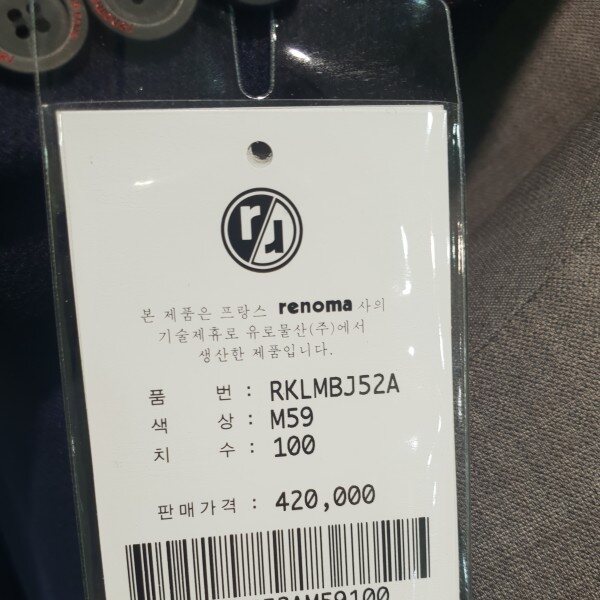 본 제품은 프랑스 renoma 사의
기술제휴로 유로물산(주)에서
생산한 제품입니다.
품 번 : RKLMBJ52A
색 상 : M59
치 수 : 100
판매가격 : 420,000